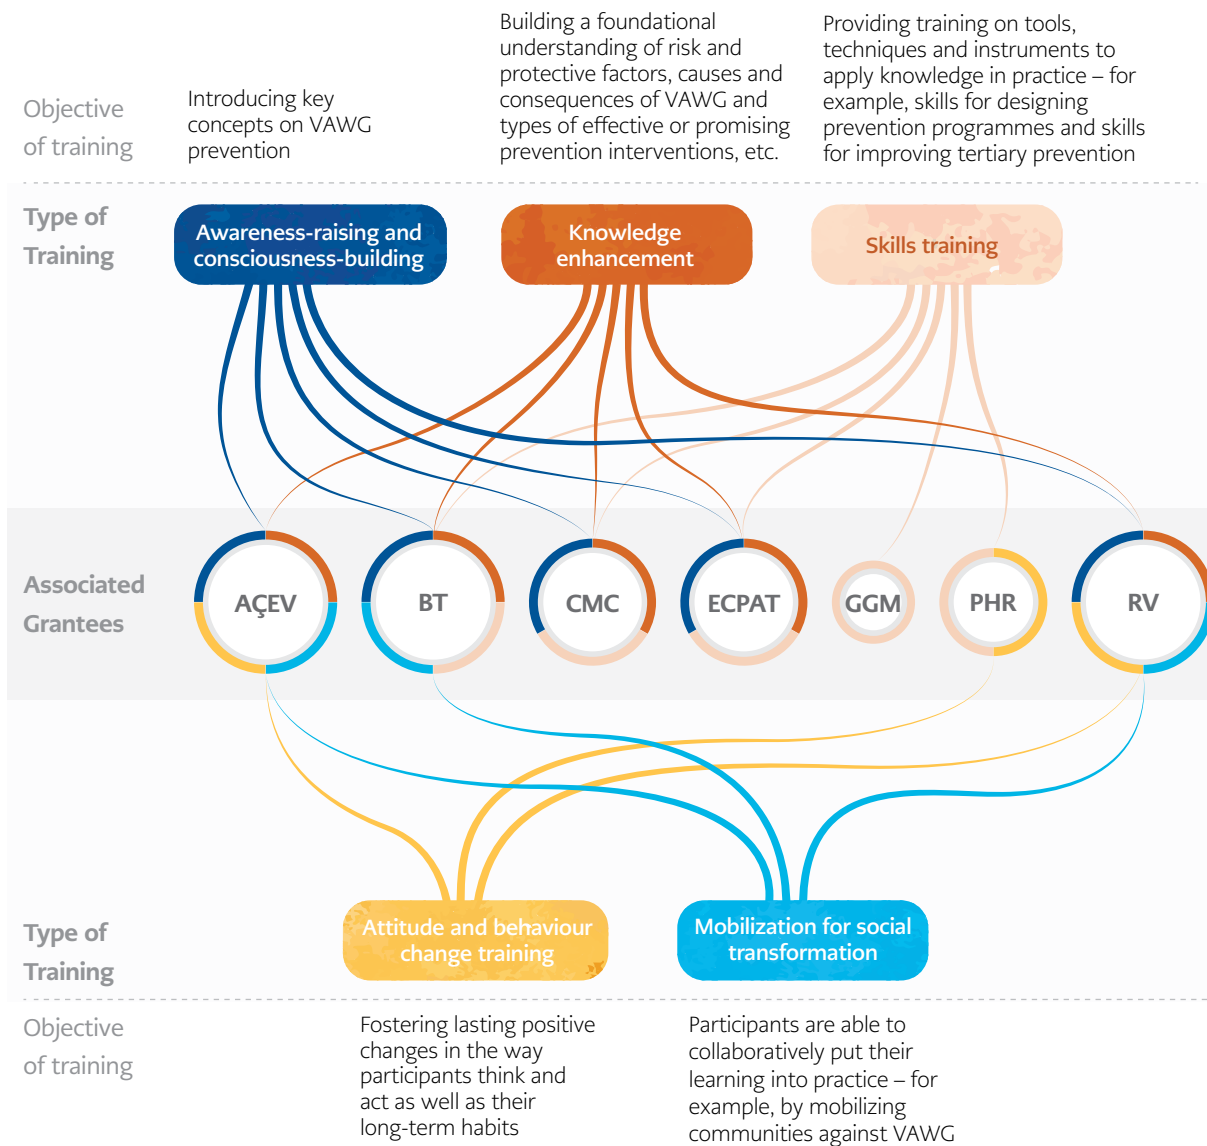 Objective
of training
Introducing key
concepts on VAWG
prevention
Building a foundational
understanding of risk and
protective factors, causes and
consequences of VAWG and
types of effective or promising
prevention interventions, etc.
Providing training on tools,
techniques and instruments to
apply knowledge in practice – for
example, skills for designing
prevention programmes and skills
for improving tertiary prevention
Type of
Training
Awareness-raising and
consciousness-building
Knowledge
enhancement
Skills training
Associated
Grantees
AÇEV
BT
CMC
ECPAT
GGM
PHR
RV
Type of
Training
Attitude and behaviour
change training
Mobilization for social
transformation
Objective
of training
Fostering lasting positive
changes in the way
participants think and
act as well as their
long-term habits
Participants are able to
collaboratively put their
learning into practice – for
example, by mobilizing
communities against VAWG